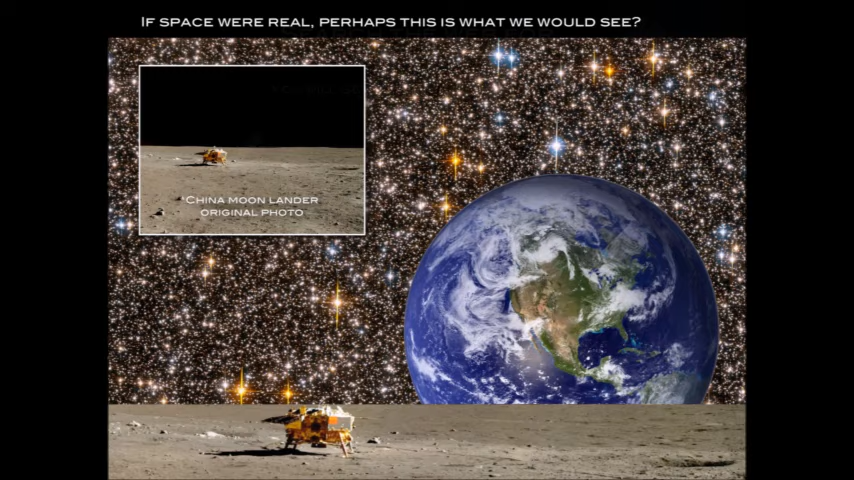 If space were real, perhaps this is what we would see?
*China moon lander
original photo